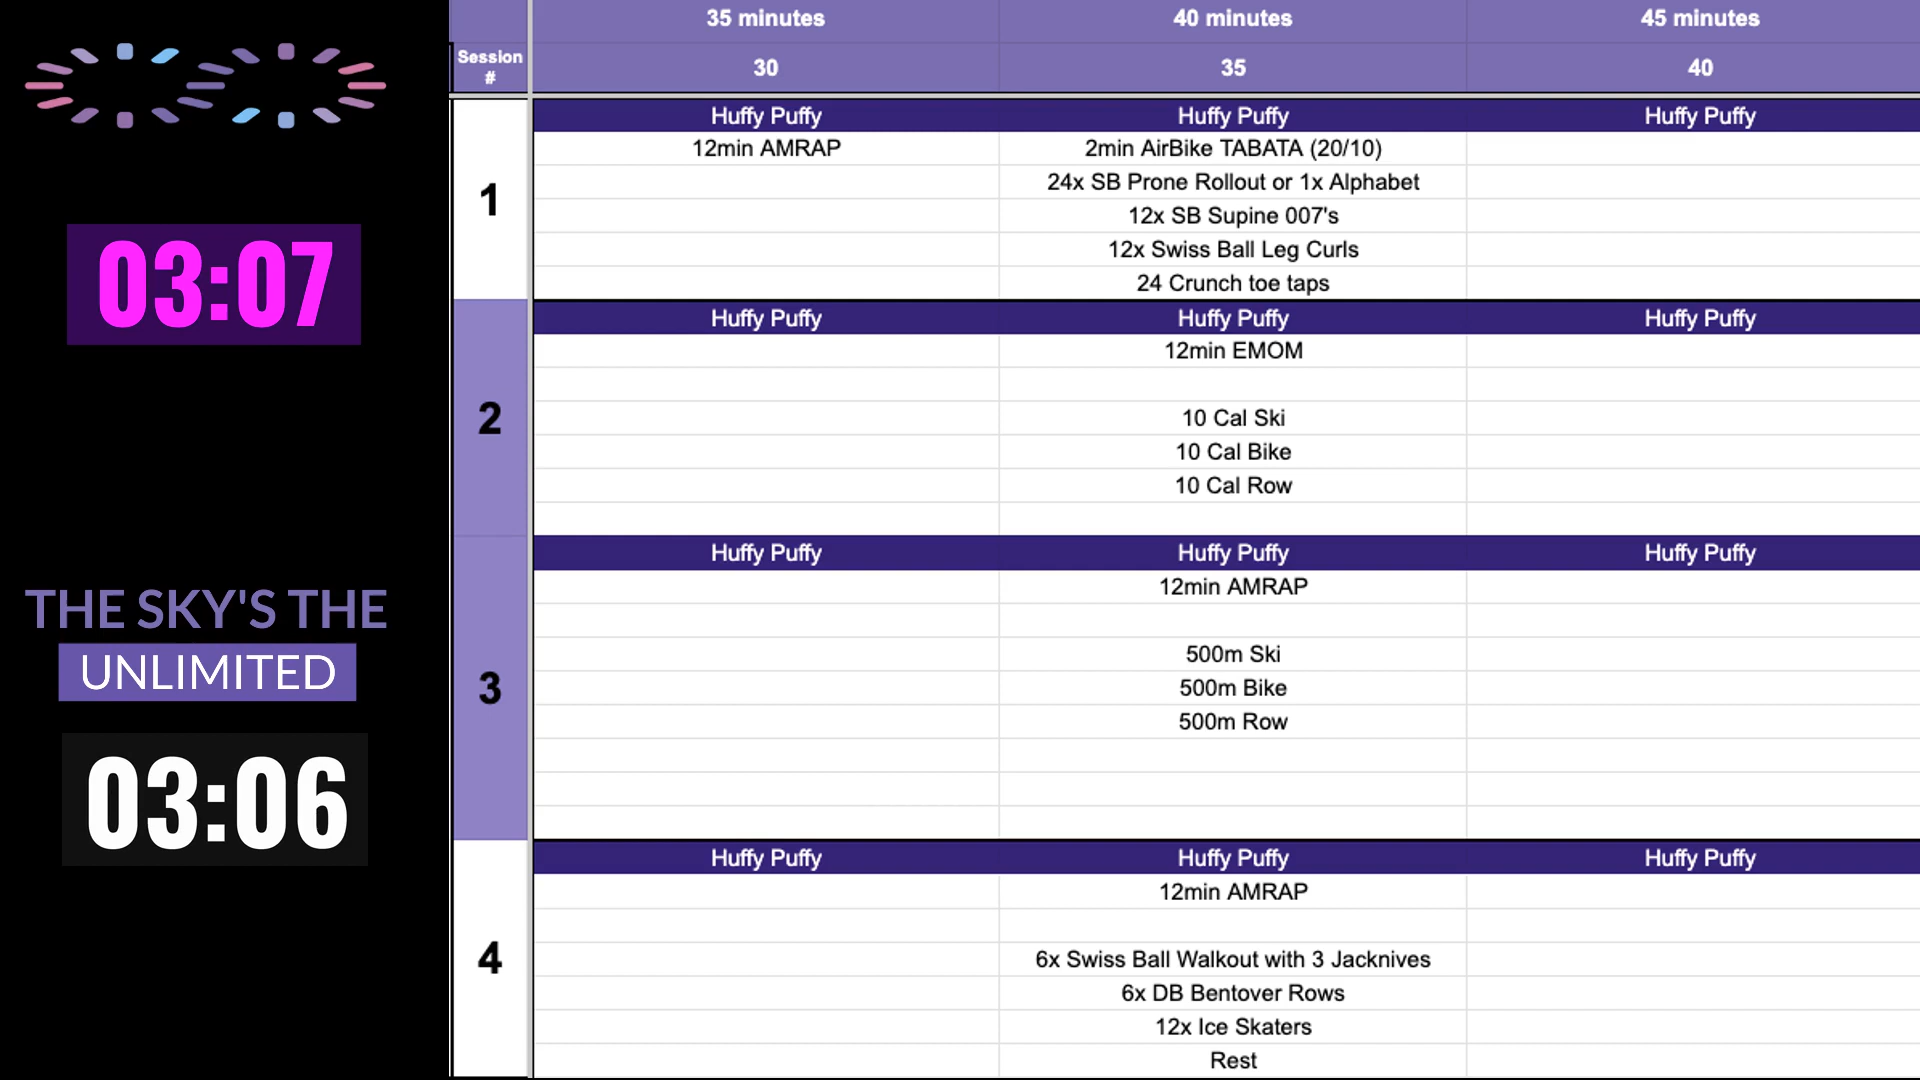 03:07
THE SKY'S THE
UNLIMITED
03:06
35 minutes 40 minutes 45 minutes
Session # 30 35 40
1
Huffy Puffy Huffy Puffy Huffy Puffy
12min AMRAP 2min AirBike TABATA (20/10)
24x SB Prone Rollout or 1x Alphabet
12x SB Supine 007's
12x Swiss Ball Leg Curls
24 Crunch toe taps
2
Huffy Puffy Huffy Puffy Huffy Puffy
12min EMOM
10 Cal Ski
10 Cal Bike
10 Cal Row
3
Huffy Puffy Huffy Puffy Huffy Puffy
12min AMRAP
500m Ski
500m Bike
500m Row
4
Huffy Puffy Huffy Puffy Huffy Puffy
12min AMRAP
6x Swiss Ball Walkout with 3 Jacknives
6x DB Bentover Rows
12x Ice Skaters
Rest